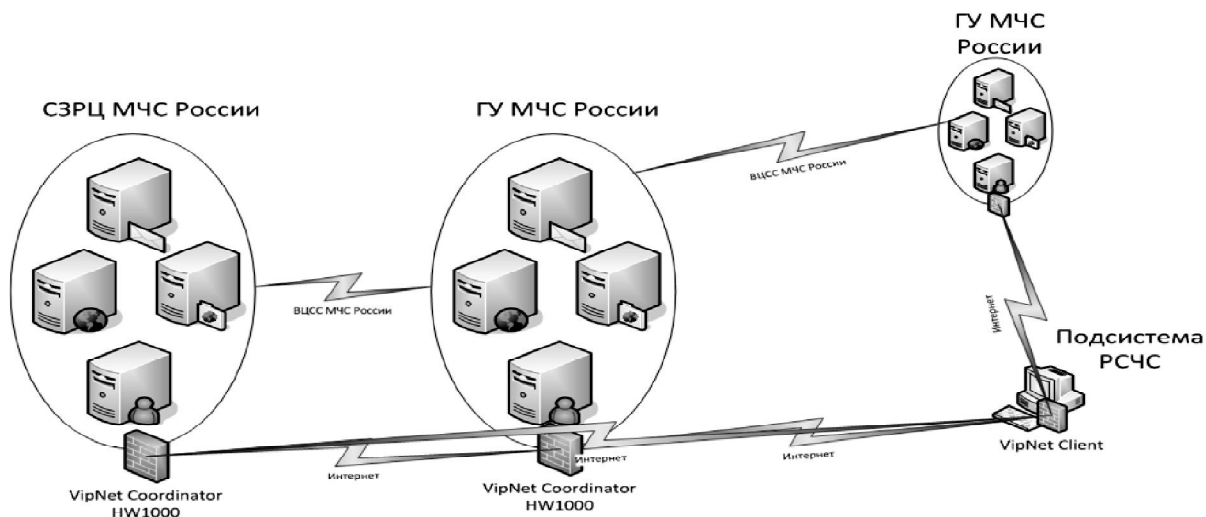 ГУ МЧС
России
СЗРЦ МЧС России
ГУ МЧС России
ВЦСС МЧС России
ВЦСС МЧС России
Интернет
Подсистема
РСЧС
VipNet Client
Интернет
Интернет
Интернет
VipNet Coordinator
HW1000
VipNet Coordinator
HW1000